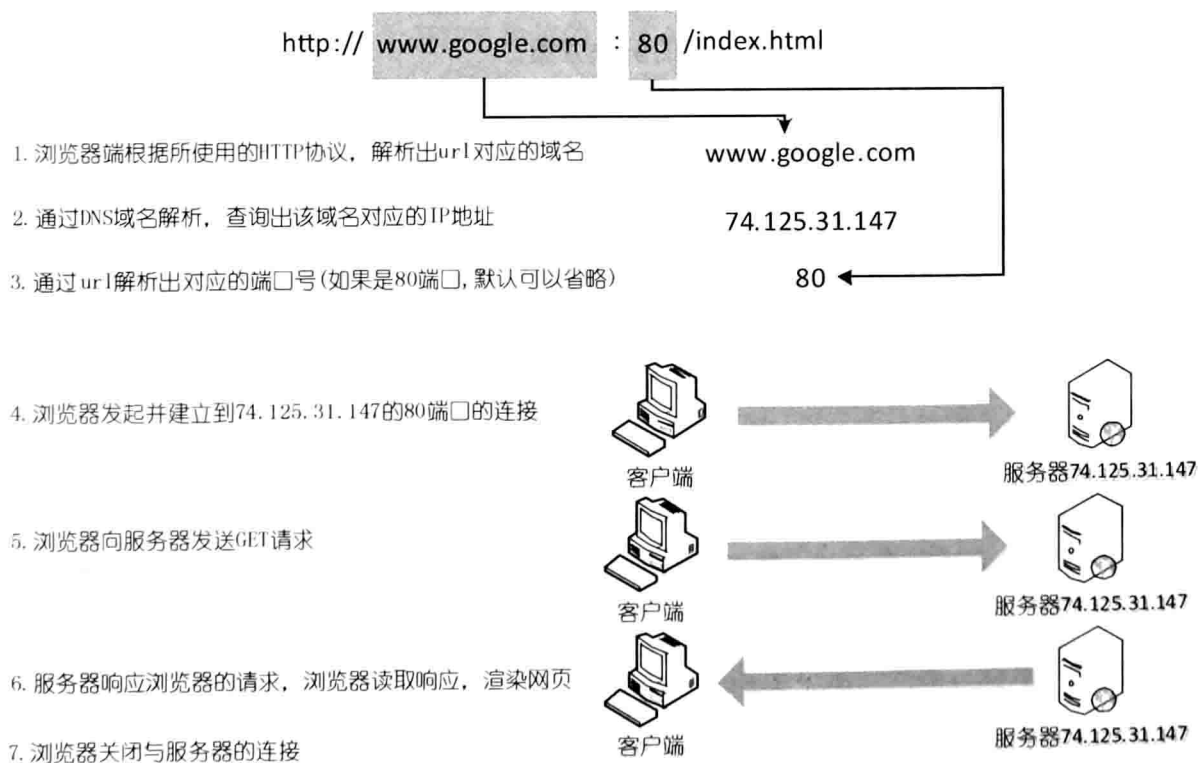 http:// www.google.com : 80 /index.html
1. 浏览器端根据所使用的HTTP协议，解析出url对应的域名
www.google.com
2. 通过DNS域名解析，查询出该域名对应的IP地址
74.125.31.147
3. 通过url解析出对应的端口号(如果是80端口,默认可以省略)
80
4. 浏览器发起并建立到74.125.31.147的80端口的连接
客户端
服务器74.125.31.147
5. 浏览器向服务器发送GET请求
客户端
服务器74.125.31.147
6. 服务器响应浏览器的请求，浏览器读取响应，渲染网页
客户端
服务器74.125.31.147
7. 浏览器关闭与服务器的连接